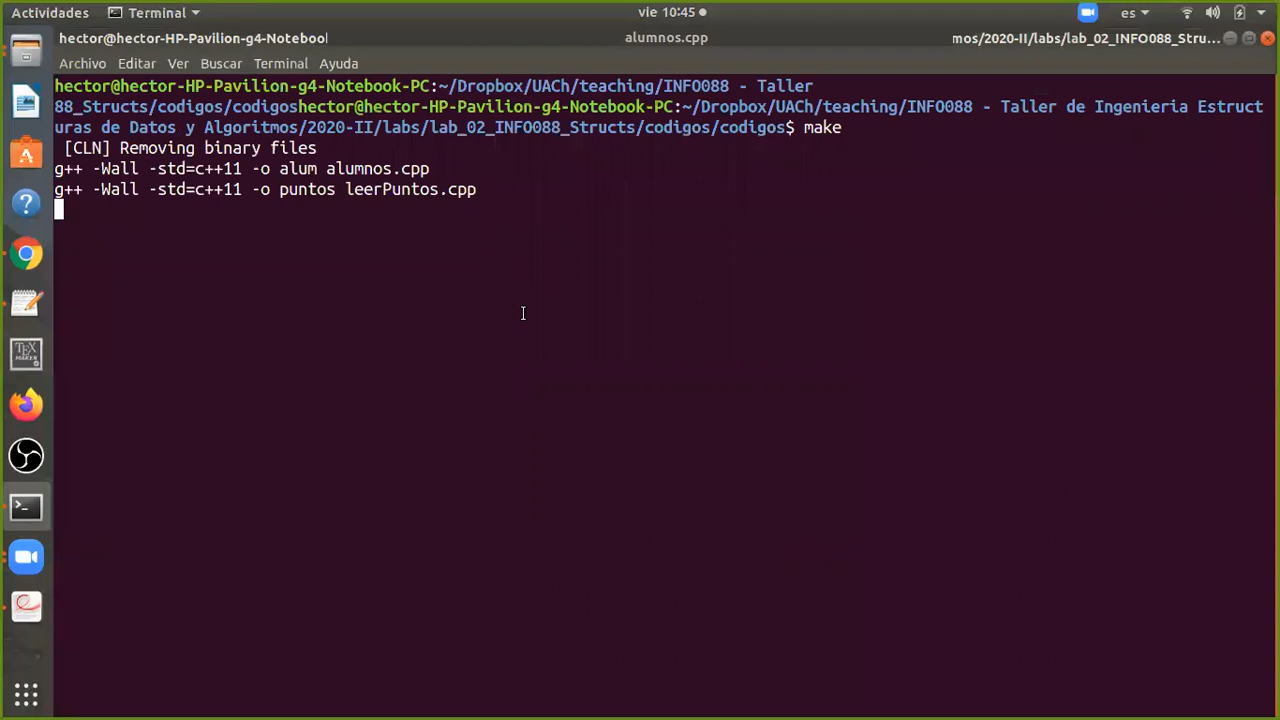 Actividades Terminal vie 10:45 es
hector@hector-HP-Pavilion-g4-Notebool alumnos.cpp mos/2020-II/labs/lab_02_INFO088_Stru...
Archivo Editar Ver Buscar Terminal Ayuda
hector@hector-HP-Pavilion-g4-Notebook-PC:~/Dropbox/UACh/teaching/INFO088 - Taller
88_Structs/codigos/codigoshector@hector-HP-Pavilion-g4-Notebook-PC:~/Dropbox/UACh/teaching/INFO088 - Taller de Ingenieria Estruct
uras de Datos y Algoritmos/2020-II/labs/lab_02_INFO088_Structs/codigos/codigos$ make
[CLN] Removing binary files
g++ -Wall -std=c++11 -o alum alumnos.cpp
g++ -Wall -std=c++11 -o puntos leerPuntos.cpp
TEX
MAKER